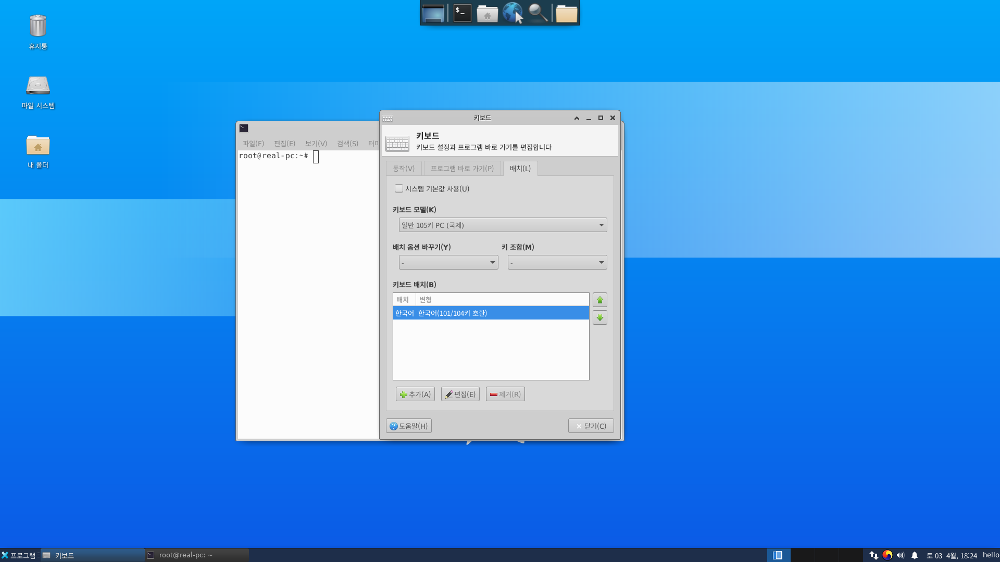 $_
휴지통
파일 시스템
내 폴더
파일(F) 편집(E) 보기(V) 검색(S)
root@real-pc:~#
키보드
키보드
키보드 설정과 프로그램 바로 가기를 편집합니다
동작(V) 프로그램 바로 가기(P) 배치(L)
시스템 기본값 사용(U)
키보드 모델(K)
일반 105키 PC (국제)
배치 옵션 바꾸기(Y) 키 조합(M)
- -
키보드 배치(B)
배치 변형
한국어 한국어(101/104키 호환)
추가(A) 편집(E) 제거(R)
도움말(H) 닫기(C)
프로그램 키보드 root@real-pc: ~ 토 03 4월, 18:24 hello